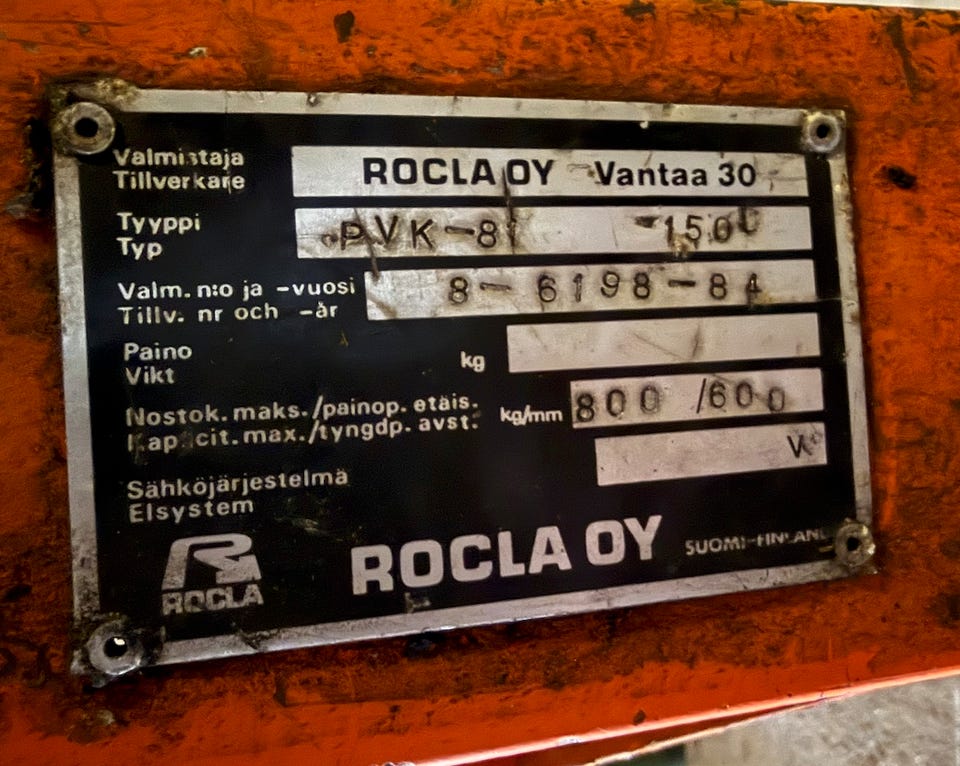 Valmistaja ROCLA OY Vantaa 30
Tillverkare
Tyyppi PVK-8 -150
Typ
Valm. n:o ja -vuosi 8-6198-81
Tillv. nr och -år
Paino kg
Vikt
Nostok. maks./painop. etäis. kg/mm 800 /600
Kapacit. max./tyngdp. avst.
V
Sähköjärjestelmä
Elsystem
ROCLA OY SUOMI-FINLAND
R
ROCLA